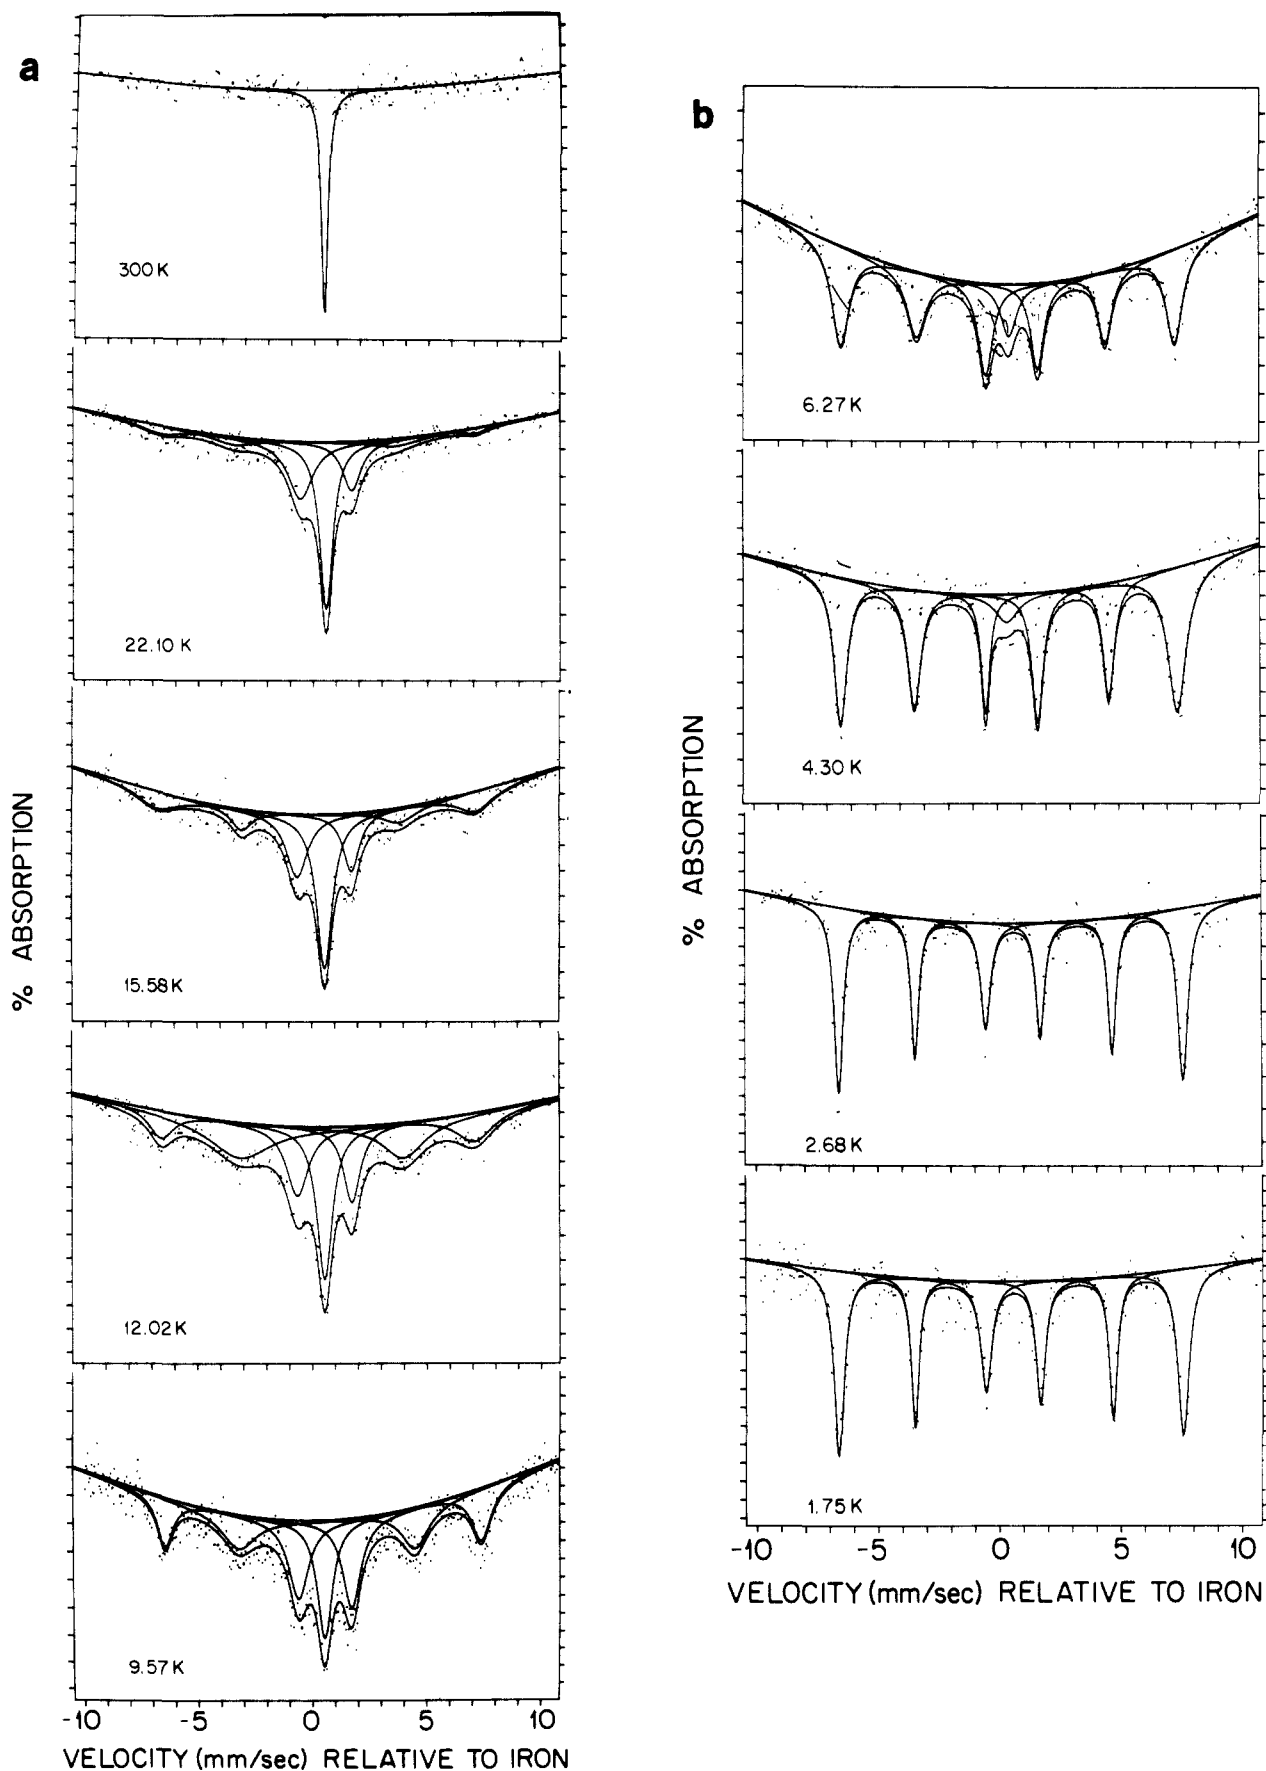 a
300 K
22.10 K
15.58 K
12.02 K
9.57 K
% ABSORPTION
-10 -5 0 5 10
VELOCITY (mm/sec) RELATIVE TO IRON
b
6.27 K
4.30 K
2.68 K
1.75 K
% ABSORPTION
-10 -5 0 5 10
VELOCITY (mm/sec) RELATIVE TO IRON